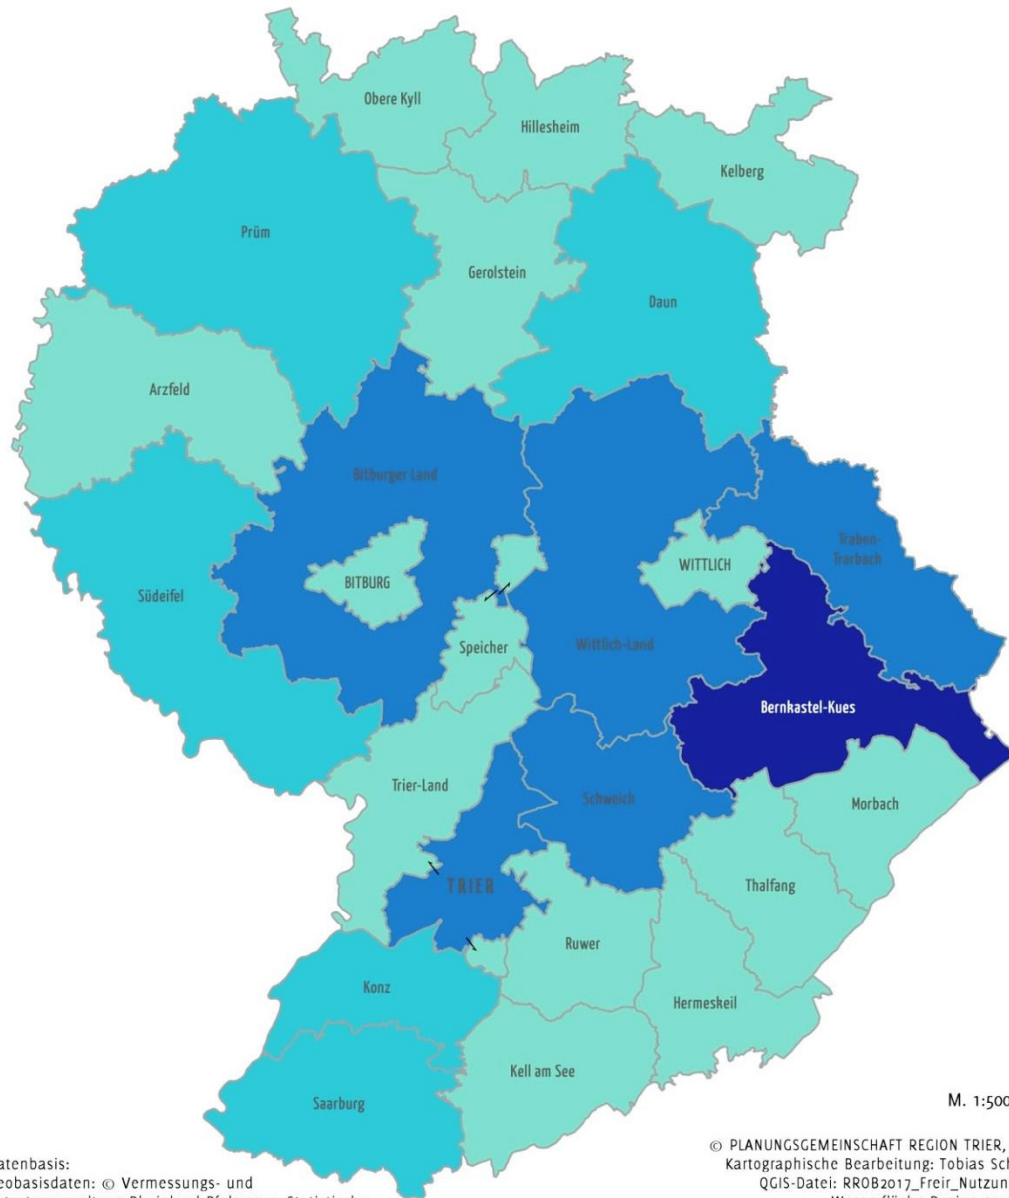 Obere Kyll
Hillesheim
Kelberg
Prüm
Gerolstein
Daun
Arzfeld
Bitburger Land
Traben-
Trarbach
WITTLICH
BITBURG
Südeifel
Wittlich-Land
Speicher
Bernkastel-Kues
Trier-Land
Schweich
Morbach
TRIER
Thalfang
Ruwer
Konz
Hermeskeil
Kell am See
Saarburg
M. 1:500
© PLANUNGSGEMEINSCHAFT REGION TRIER,
Kartographische Bearbeitung: Tobias
QGIS-Datei:
eobasisdaten: © Vermessungs- und
atenbasis: